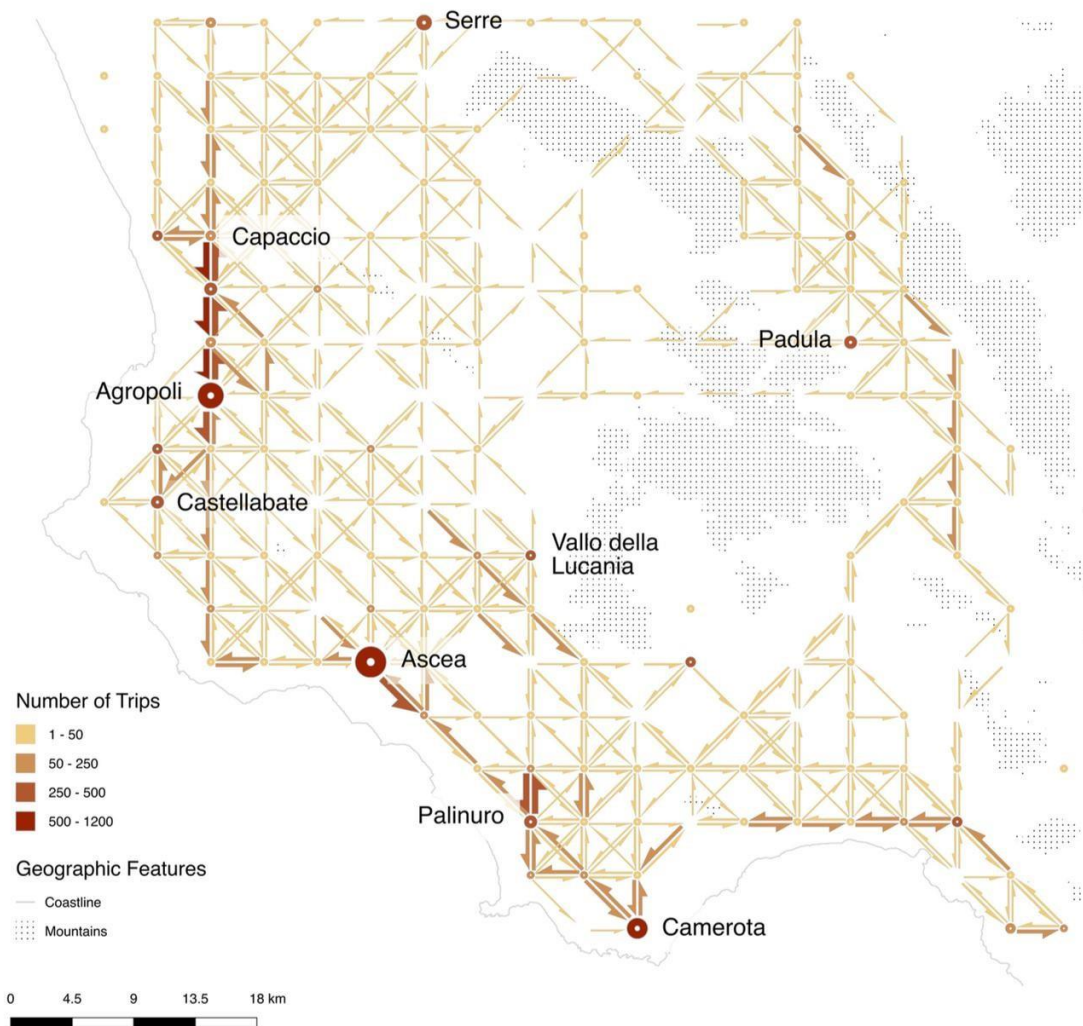 Serre
Capaccio
Padula
Agropoli
Castellabate
Vallo della
Lucania
Ascea
Number of Trips
1 - 50
50 - 250
250 - 500
500 - 1200
Palinuro
Geographic Features
Coastline
Mountains
Camerota
0 4.5 9 13.5 18 km